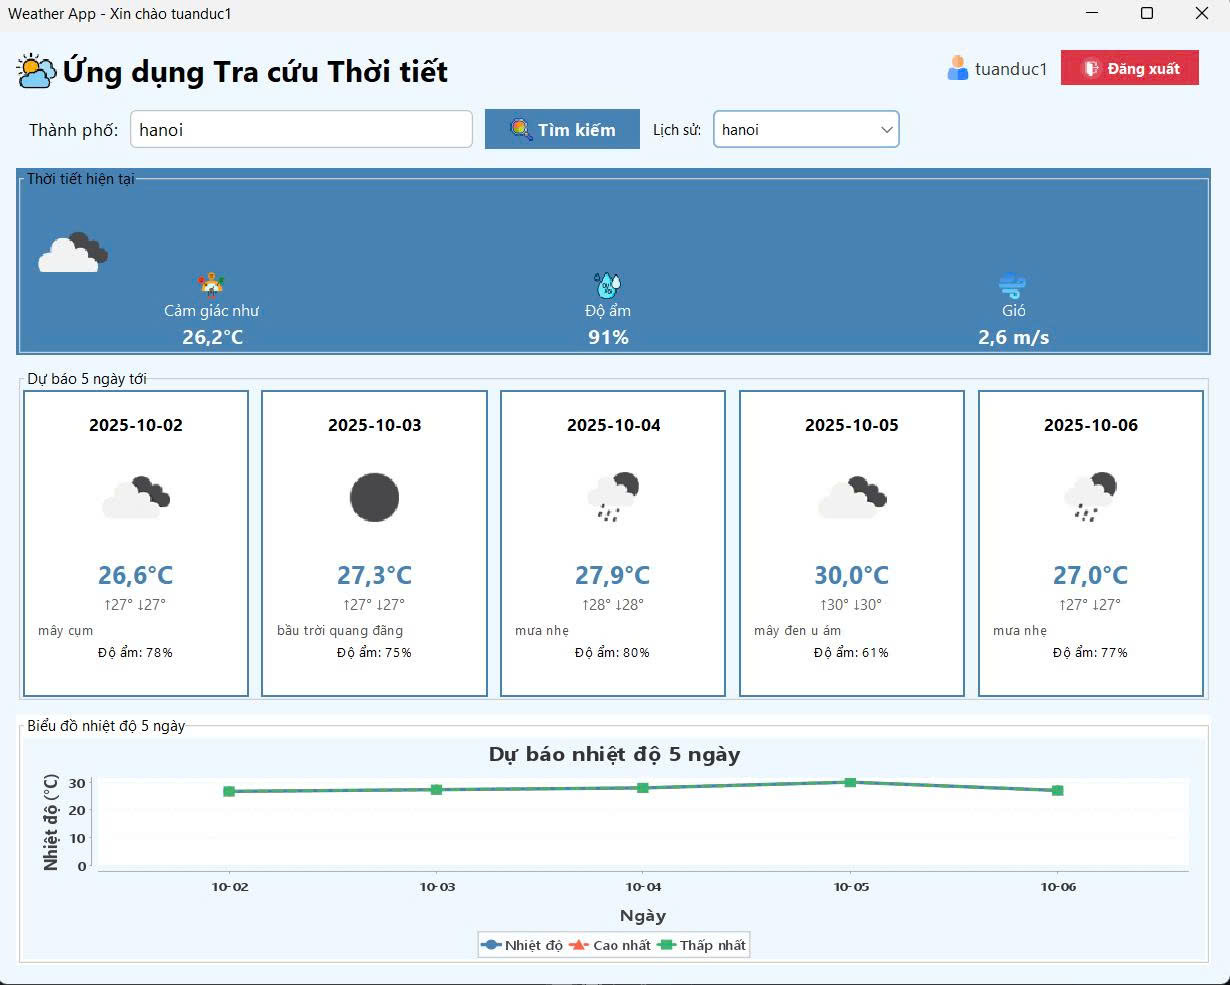 Weather App - Xin chào tuanduc1
Ứng dụng Tra cứu Thời tiết
tuanduc1
Đăng xuất
Thành phố: hanoi
Tìm kiếm
Lịch sử: hanoi
Thời tiết hiện tại
Cảm giác như
26,2°C
Độ ẩm
91%
Gió
2,6 m/s
Dự báo 5 ngày tới
2025-10-02
26,6°C
↑27° ↓27°
mây cụm
Độ ẩm: 78%
2025-10-03
27,3°C
↑27° ↓27°
bầu trời quang đãng
Độ ẩm: 75%
2025-10-04
27,9°C
↑28° ↓28°
mưa nhẹ
Độ ẩm: 80%
2025-10-05
30,0°C
↑30° ↓30°
mây đen u ám
Độ ẩm: 61%
2025-10-06
27,0°C
↑27° ↓27°
mưa nhẹ
Độ ẩm: 77%
Biểu đồ nhiệt độ 5 ngày
Dự báo nhiệt độ 5 ngày
Nhiệt độ (°C)
30
20
10
0
10-02 10-03 10-04 10-05 10-06
Ngày
Nhiệt độ Cao nhất Thấp nhất